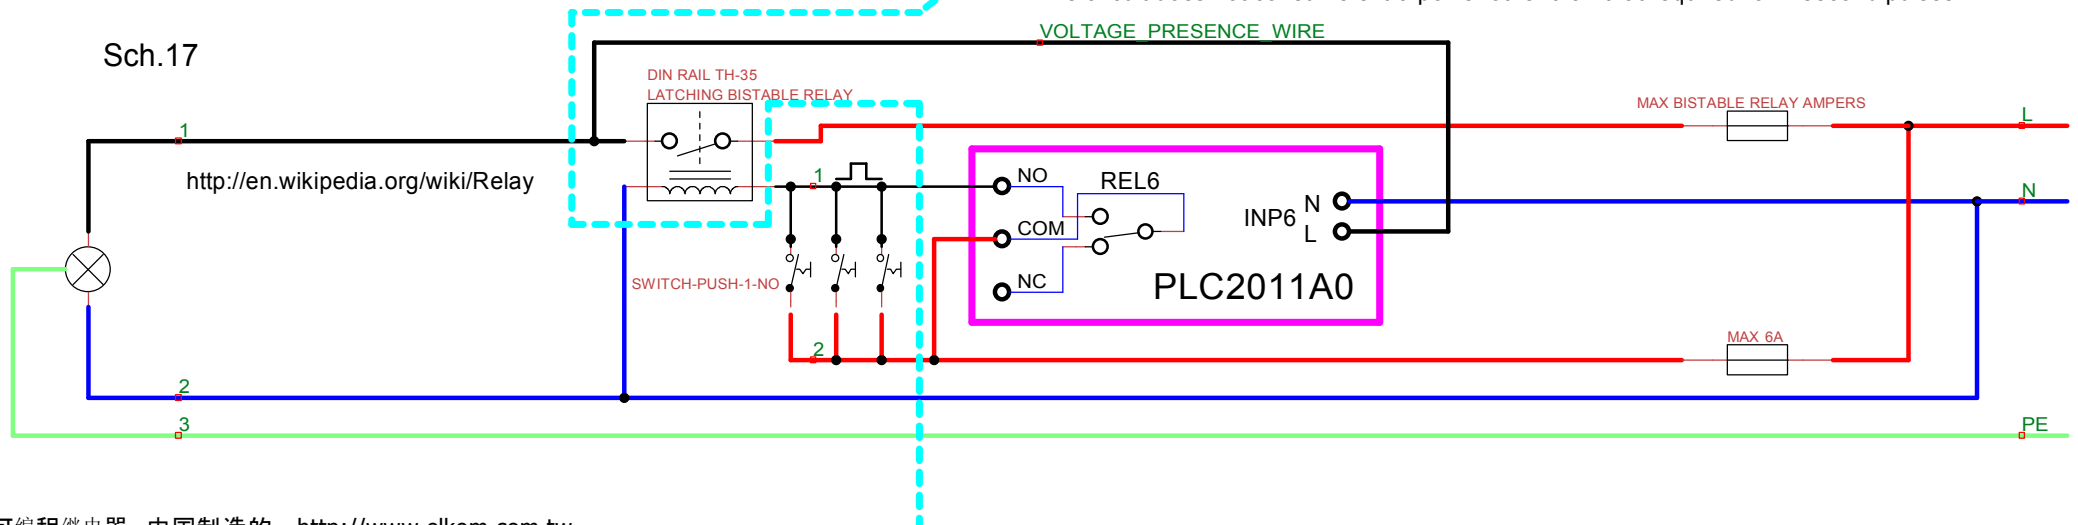 VOLTAGE_PRESENCE_WIRE
Sch.17
DIN RAIL TH-35
LATCHING BISTABLE RELAY
MAX BISTABLE RELAY AMPERS
L
1
http://en.wikipedia.org/wiki/Relay
1
NO
REL6
N
COM
INP6
N
L
NC
PLC2011A0
SWITCH-PUSH-1-NO
MAX 6A
2
2
3
PE